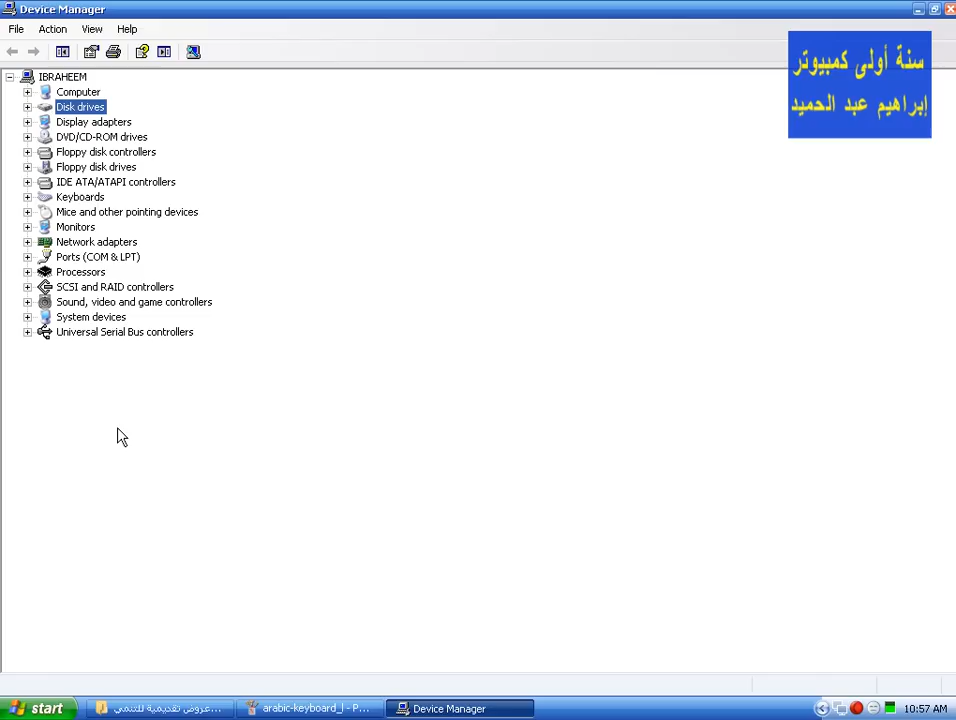 Device Manager
File Action View Help
سنة أولى كمبيوتر
إبراهيم عبد الحميد
IBRAHEEM
Computer
Disk drives
Display adapters
DVD/CD-ROM drives
Floppy disk controllers
Floppy disk drives
IDE ATA/ATAPI controllers
Keyboards
Mice and other pointing devices
Monitors
Network adapters
Ports (COM & LPT)
Processors
SCSI and RAID controllers
Sound, video and game controllers
System devices
Universal Serial Bus controllers
start
عروض تقديمية للتنمي...
arabic-keyboard_l - P...
Device Manager
10:57 AM